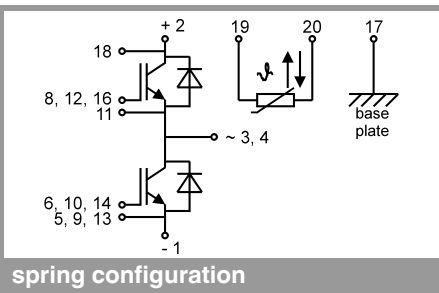 + 2
19
20
17
18
ϑ
8, 12, 16
11
base
plate
~ 3, 4
6, 10, 14
5, 9, 13
- 1
spring configuration